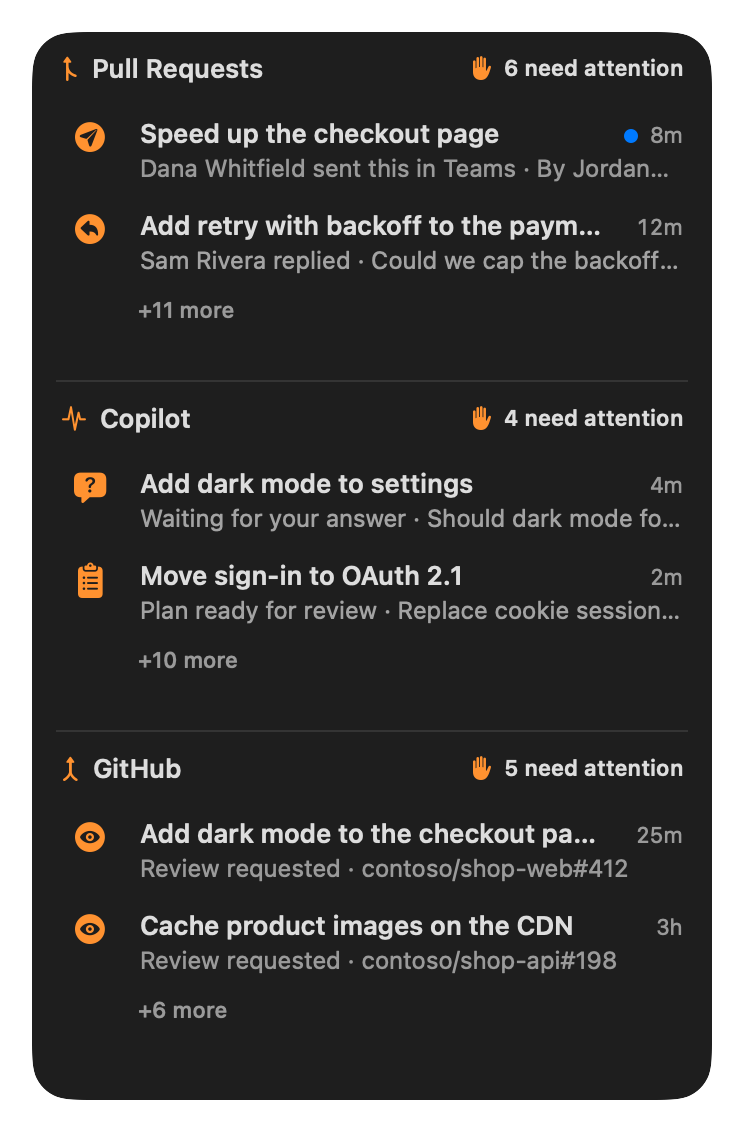 Pull Requests
6 need attention
Speed up the checkout page
8m
Dana Whitfield sent this in Teams · By Jordan...
Add retry with backoff to the paym...
12m
Sam Rivera replied · Could we cap the backoff...
+11 more
Copilot
4 need attention
Add dark mode to settings
4m
Waiting for your answer · Should dark mode fo...
Move sign-in to OAuth 2.1
2m
Plan ready for review · Replace cookie session...
+10 more
GitHub
5 need attention
Add dark mode to the checkout pa...
25m
Review requested · contoso/shop-web#412
Cache product images on the CDN
3h
Review requested · contoso/shop-api#198
+6 more